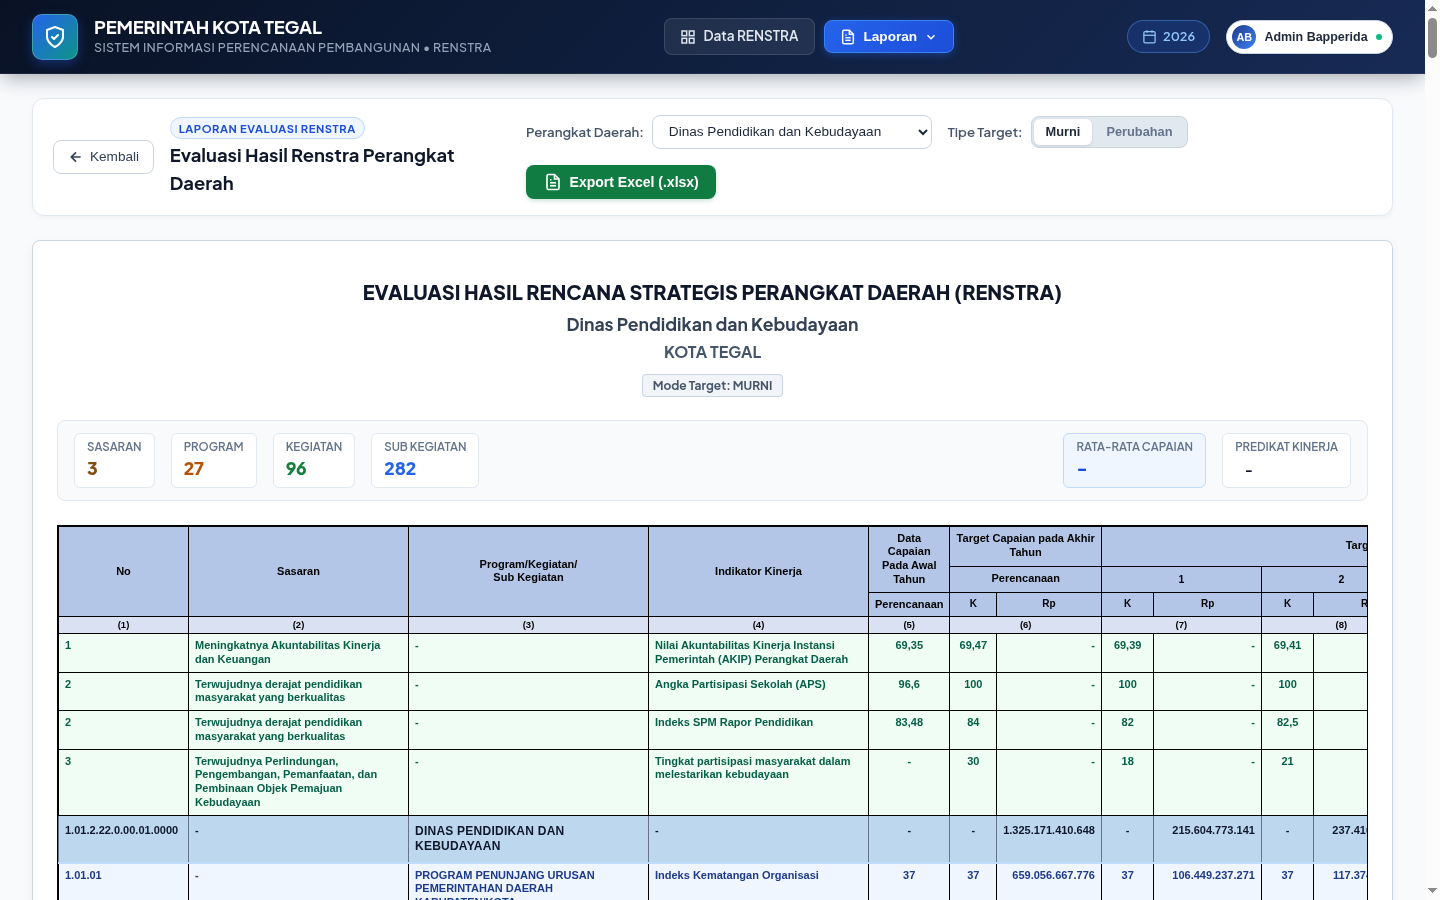 PEMERINTAH KOTA TEGAL
SISTEM INFORMASI PERENCANAAN PEMBANGUNAN • RENSTRA
Data RENSTRA
Laporan
2026
AB
Admin Bapperida
Kembali
LAPORAN EVALUASI RENSTRA
Evaluasi Hasil Renstra Perangkat
Daerah
Perangkat Daerah:
Dinas Pendidikan dan Kebudayaan
Tipe Target:
Murni
Perubahan
Export Excel (.xlsx)
EVALUASI HASIL RENCANA STRATEGIS PERANGKAT DAERAH (RENSTRA)
Dinas Pendidikan dan Kebudayaan
KOTA TEGAL
Mode Target: MURNI
SASARAN
3
PROGRAM
27
KEGIATAN
96
SUB KEGIATAN
282
RATA-RATA CAPAIAN
-
PREDIKAT KINERJA
-
No
Sasaran
Program/Kegiatan/
Sub Kegiatan
Indikator Kinerja
Data
Capaian
Pada Awal
Tahun
Perencanaan
Target Capaian pada Akhir
Tahun
Perencanaan
1
2
K Rp K Rp K
(1) (2) (3) (4) (5) (6) (7) (8)
1
Meningkatnya Akuntabilitas Kinerja
dan Keuangan
-
Nilai Akuntabilitas Kinerja Instansi
Pemerintah (AKIP) Perangkat Daerah
69,35 69,47 - 69,39 - 69,41
2
Terwujudnya derajat pendidikan
masyarakat yang berkualitas
-
Angka Partisipasi Sekolah (APS)
96,6 100 - 100 - 100
2
Terwujudnya derajat pendidikan
masyarakat yang berkualitas
-
Indeks SPM Rapor Pendidikan
83,48 84 - 82 - 82,5
3
Terwujudnya Perlindungan,
Pengembangan, Pemanfaatan, dan
Pembinaan Objek Pemajuan
Kebudayaan
-
Tingkat partisipasi masyarakat dalam
melestarikan kebudayaan
- 30 - 18 - 21
1.01.2.22.0.00.01.0000
-
DINAS PENDIDIKAN DAN
KEBUDAYAAN
-
- - 1.325.171.410.648 - 215.604.773.141 -
1.01.01
-
PROGRAM PENUNJANG URUSAN
PEMERINTAHAN DAERAH
Indeks Kematangan Organisasi
37 37 659.056.667.776 37 106.449.237.271 37